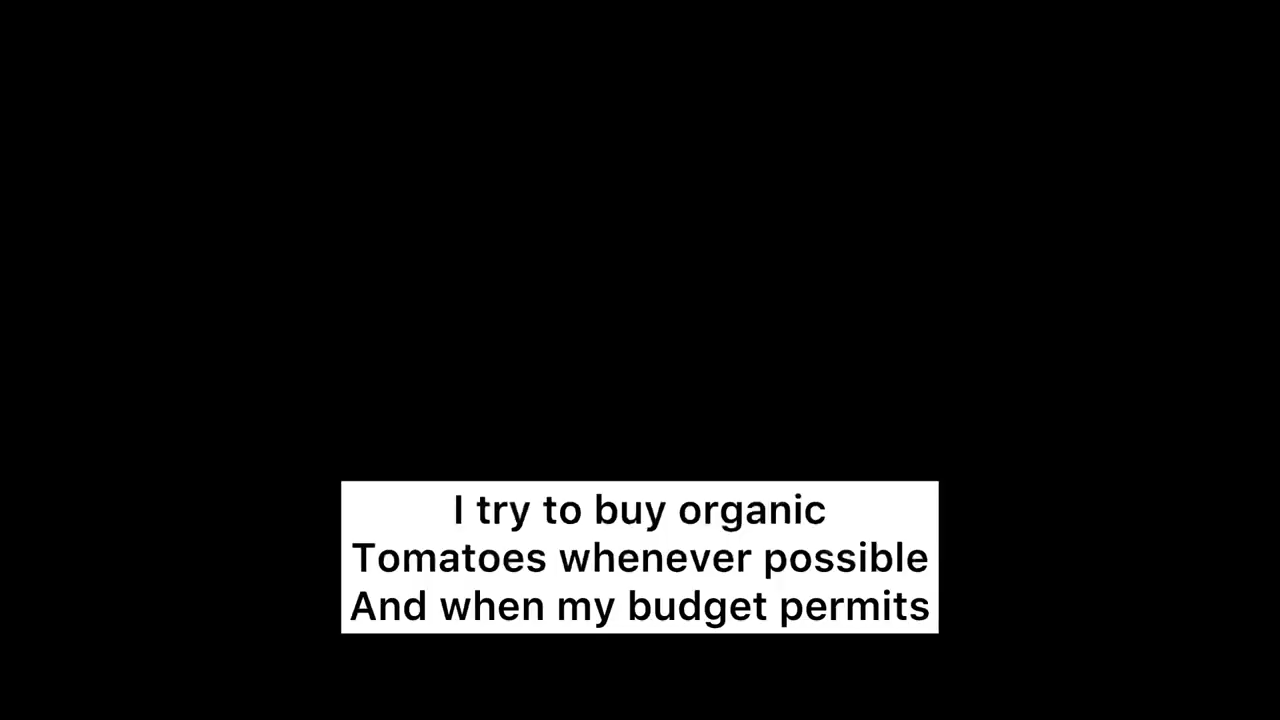 I try to buy organic
Tomatoes whenever possible
And when my budget permits